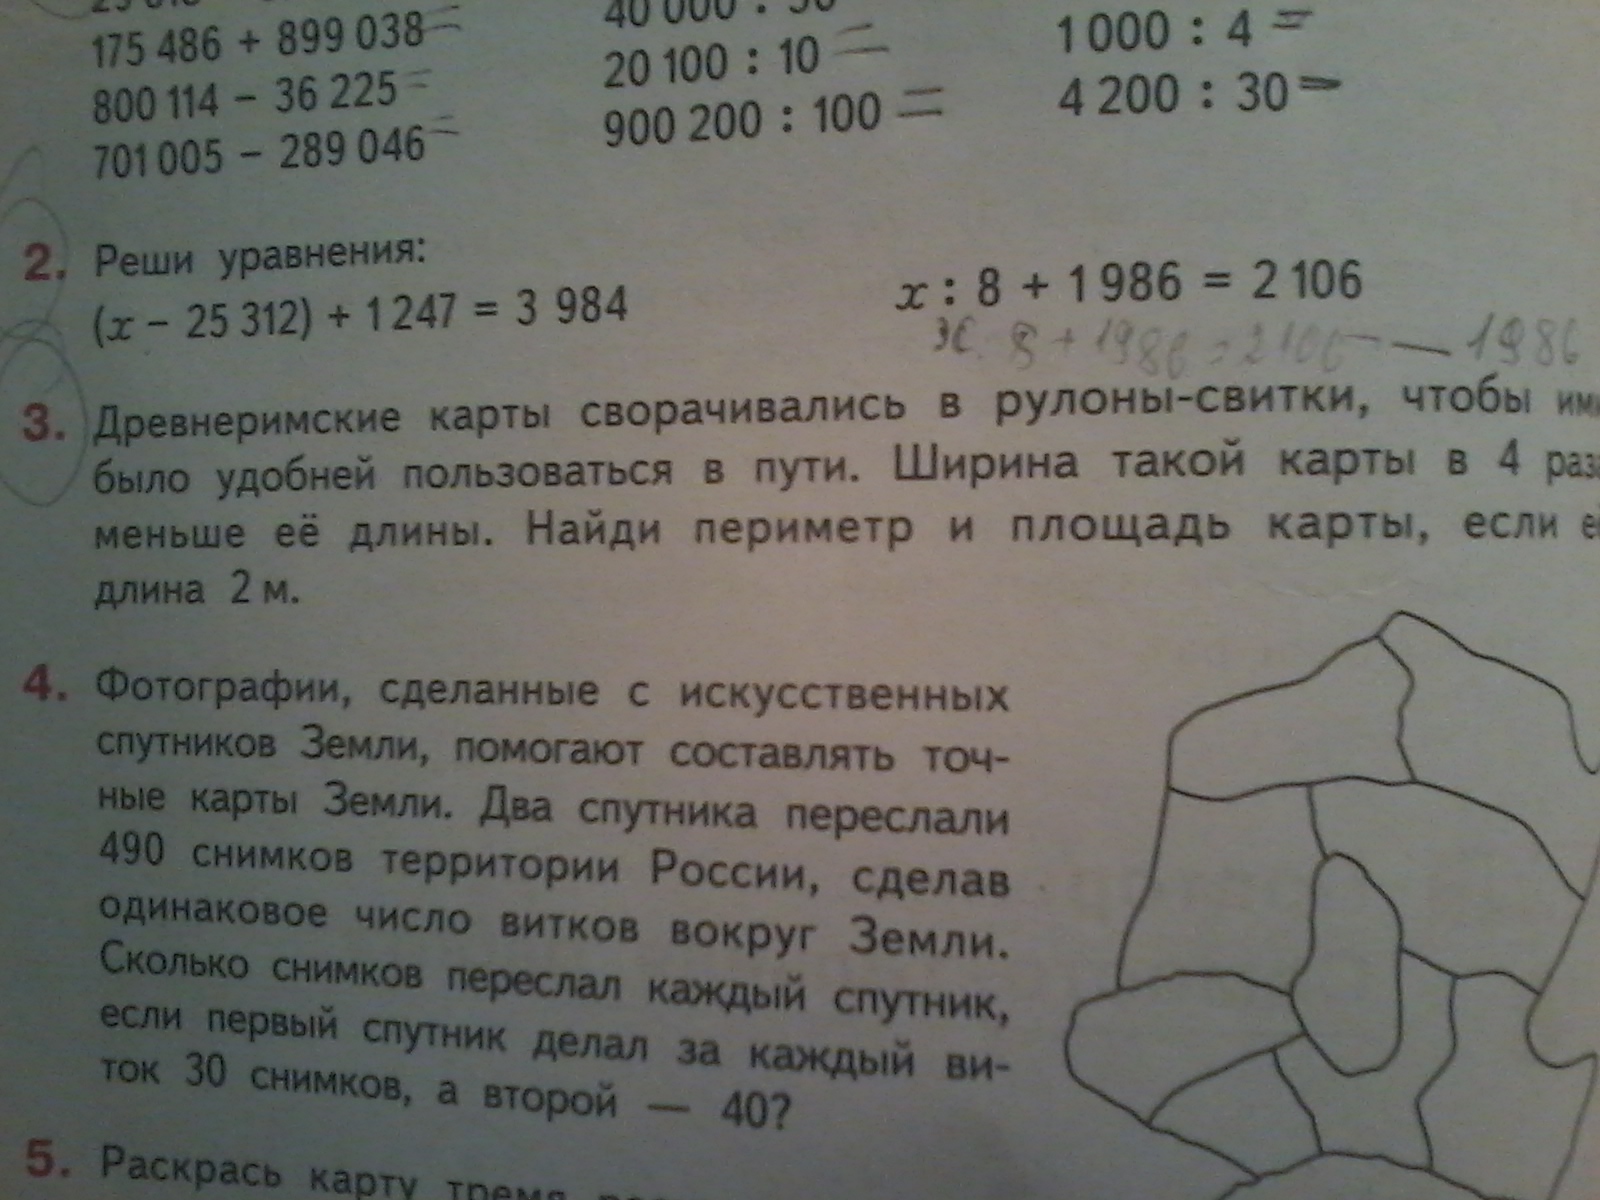 175 486 + 899 038 =
800 114 − 36 225 =
701 005 − 289 046 =
20 100 : 10 =
900 200 : 100 =
1 000 : 4 =
4 200 : 30 =
2. Реши уравнения:
(x − 25 312) + 1 247 = 3 984
x : 8 + 1 986 = 2 106
8 + 1986 = 2106 — 1986
3. Древнеримские карты сворачивались в рулоны-свитки, чтобы
было удобней пользоваться в пути. Ширина такой карты в 4
меньше её длины. Найди периметр и площадь карты, если
длина 2 м.
4. Фотографии, сделанные с искусственных
спутников Земли, помогают составлять точ-
ные карты Земли. Два спутника переслали
490 снимков территории России, сделав
одинаковое число витков вокруг Земли.
Сколько снимков переслал каждый спутник,
если первый спутник делал за каждый ви-
ток 30 снимков, а второй — 40?
5. Раскрась карту тремя